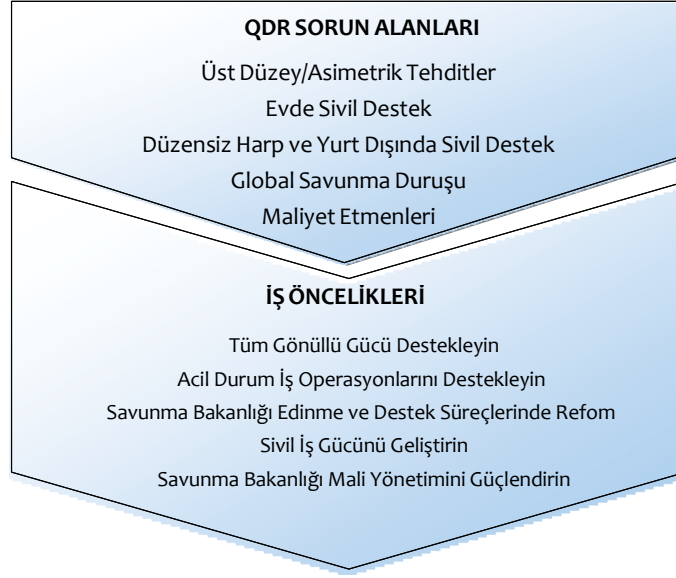 QDR SORUN ALANLARI
Üst Düzey/Asimetrik Tehditler
Evde Sivil Destek
Düzensiz Harp ve Yurt Dışında Sivil Destek
Global Savunma Duruşu
Maliyet Etmenleri
İŞ ÖNCELİKLERİ
Tüm Gönüllü Gücü Destekleyin
Acil Durum İş Operasyonlarını Destekleyin
Savunma Bakanlığı Edinme ve Destek Süreçlerinde Refom
Sivil İş Gücünü Geliştirin
Savunma Bakanlığı Mali Yönetimini Güçlendirin